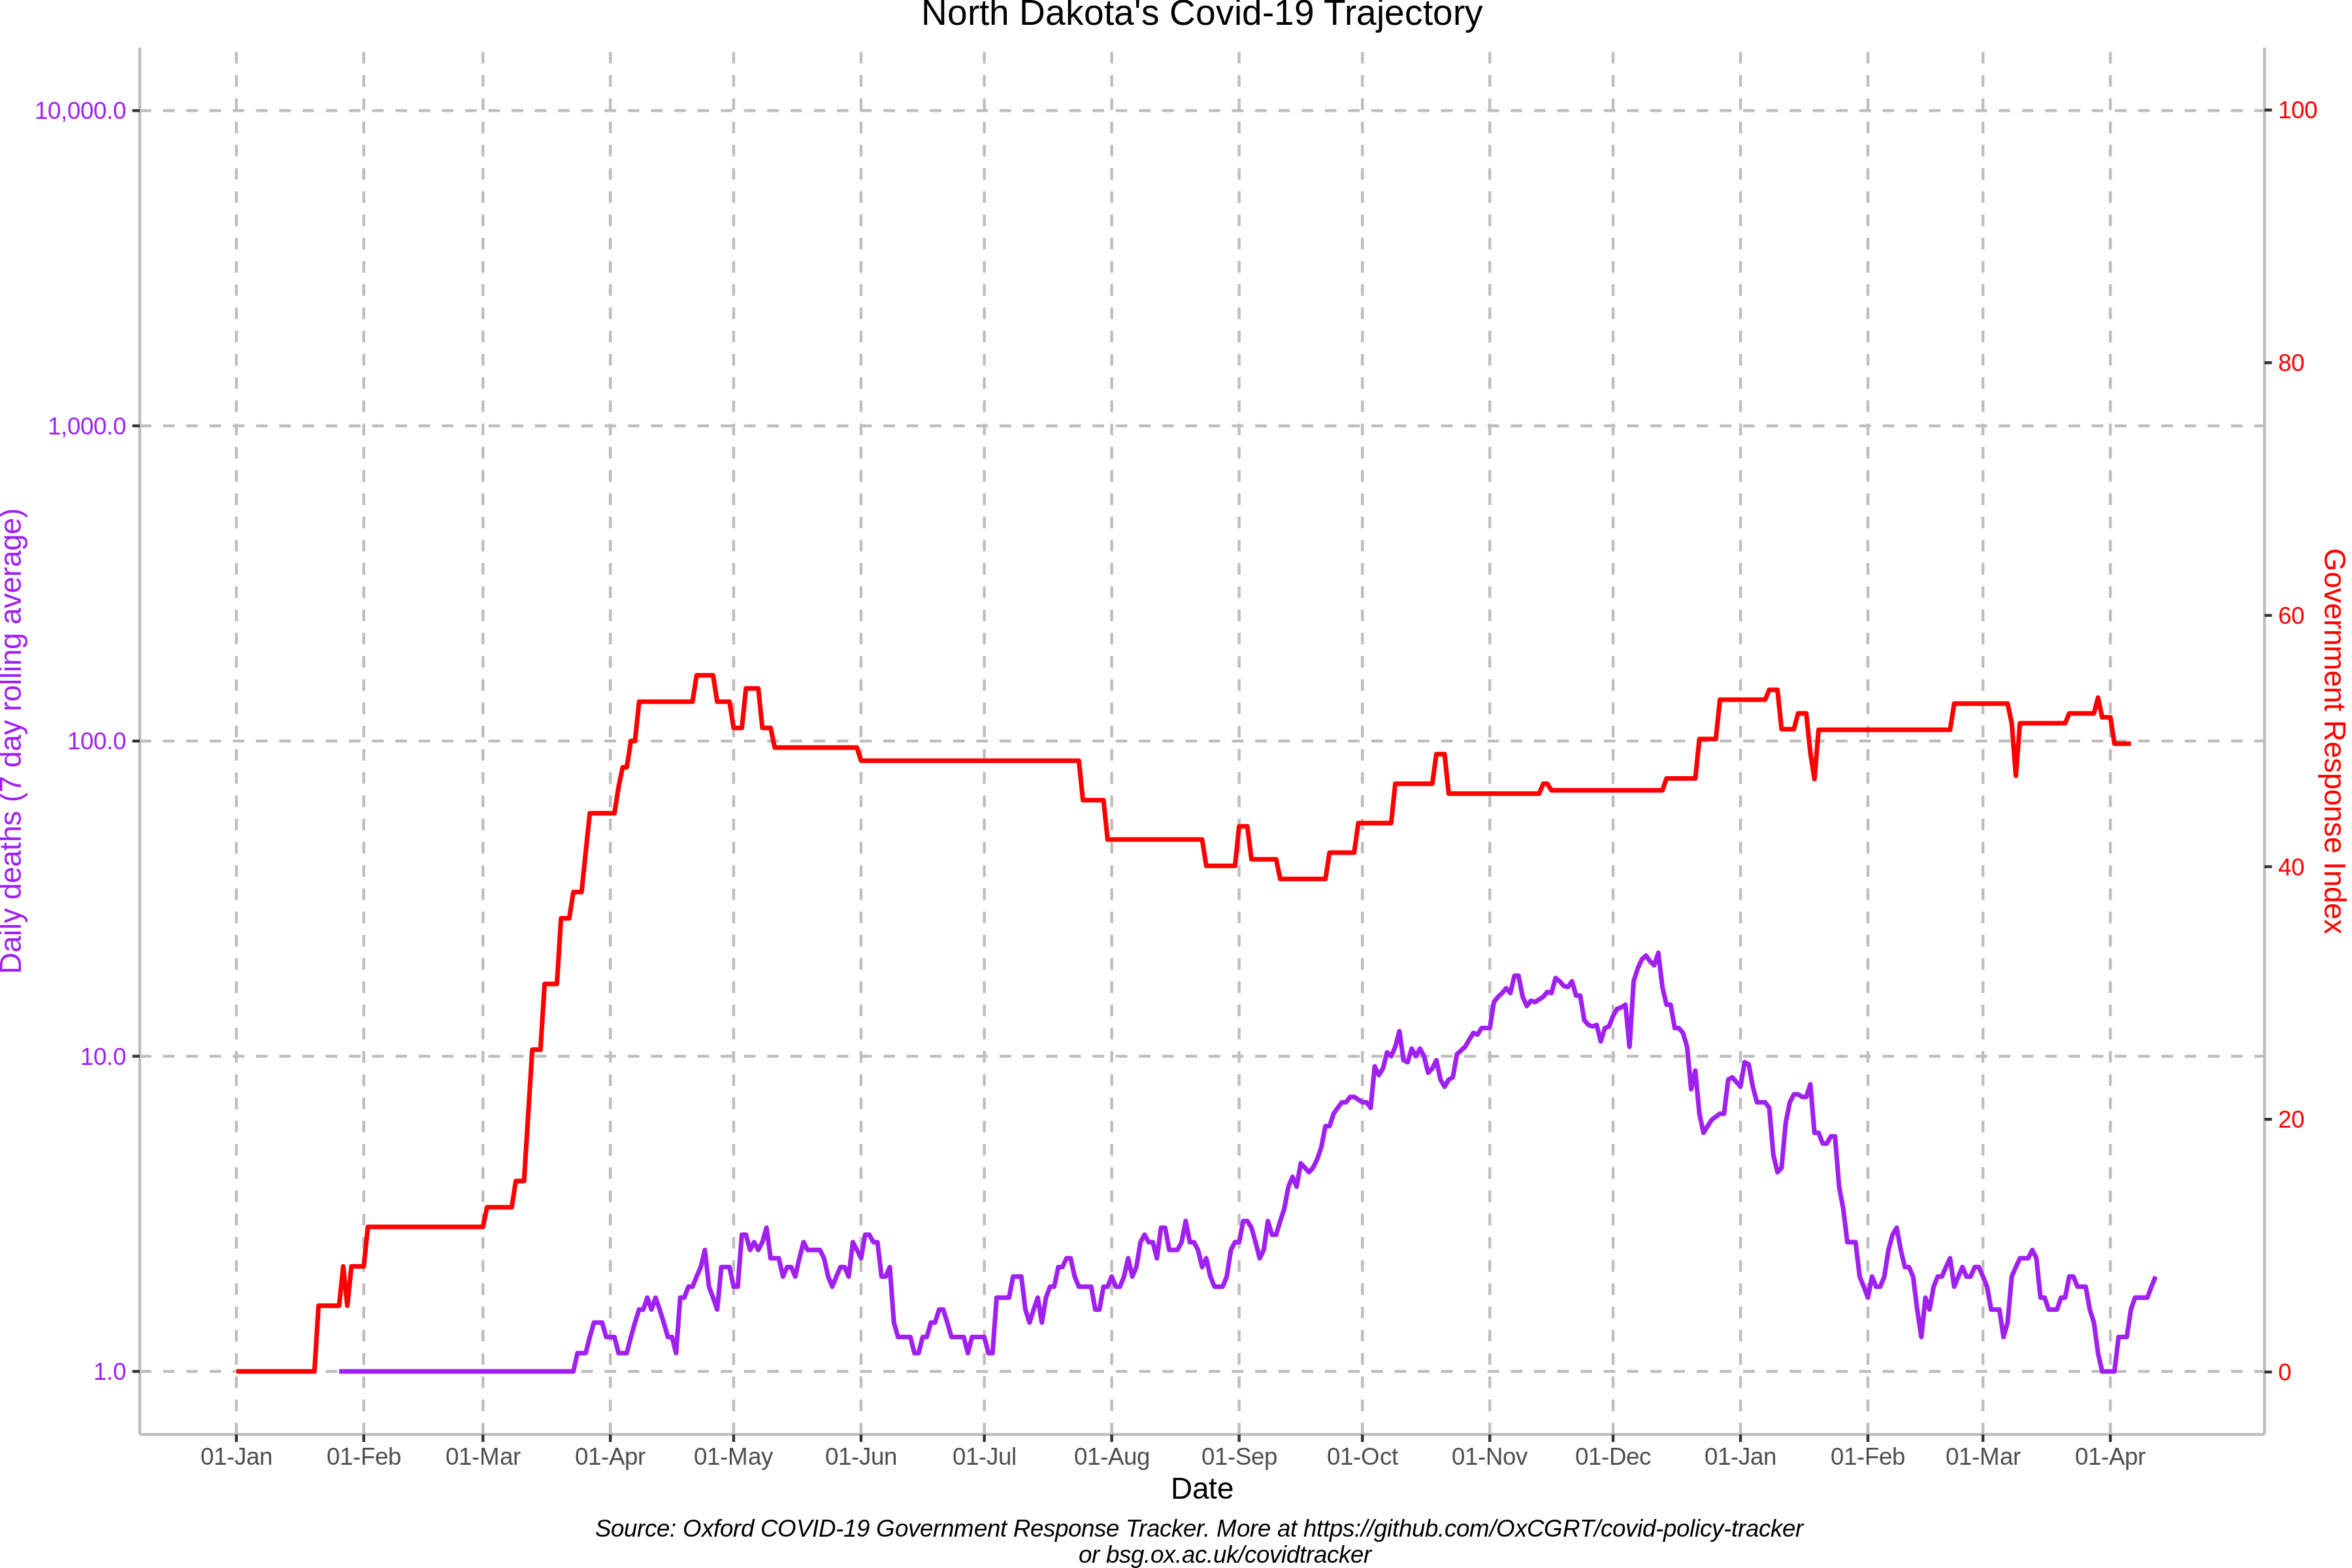 North Dakota's Covid-19 Trajectory
10,000.0
1,000.0
100.0
10.0
1.0
Daily deaths (7 day rolling average)
100
80
60
40
20
0
Government Response Index
01-Jan 01-Feb 01-Mar 01-Apr 01-May 01-Jun 01-Jul 01-Aug 01-Sep 01-Oct 01-Nov 01-Dec 01-Jan 01-Feb 01-Mar 01-Apr
Date
Source: Oxford COVID-19 Government Response Tracker. More at https://github.com/OxCGRT/covid-policy-tracker
or bsg.ox.ac.uk/covidtracker